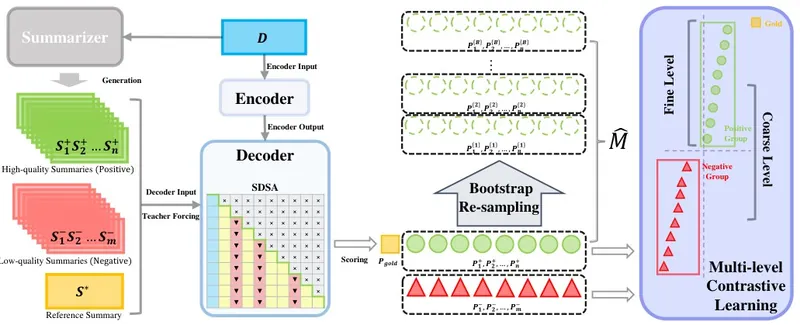 Summarizer
D
Encoder Input
Generation
Encoder
Encoder Output
S₁⁺ S₂⁺ ... Sₙ⁺
High-quality Summaries (Positive)
Decoder Input
Teacher Forcing
S₁⁻ S₂⁻ ... Sₘ⁻
Low-quality Summaries (Negative)
S*
Reference Summary
Decoder
SDSA
Scoring
P_gold
P₁⁽ᴮ⁾, P₂⁽ᴮ⁾, ..., Pₙ⁽ᴮ⁾
⋮
P₁⁽²⁾, P₂⁽²⁾, ..., Pₙ⁽²⁾
P₁⁽¹⁾, P₂⁽¹⁾, ..., Pₙ⁽¹⁾
Bootstrap
Re-sampling
P₁⁺, P₂⁺, ..., Pₙ⁺
P₁⁻, P₂⁻, ..., Pₘ⁻
M̂
Gold
Fine Level
Coarse Level
Positive
Group
Negative
Group
Multi-level
Contrastive
Learning